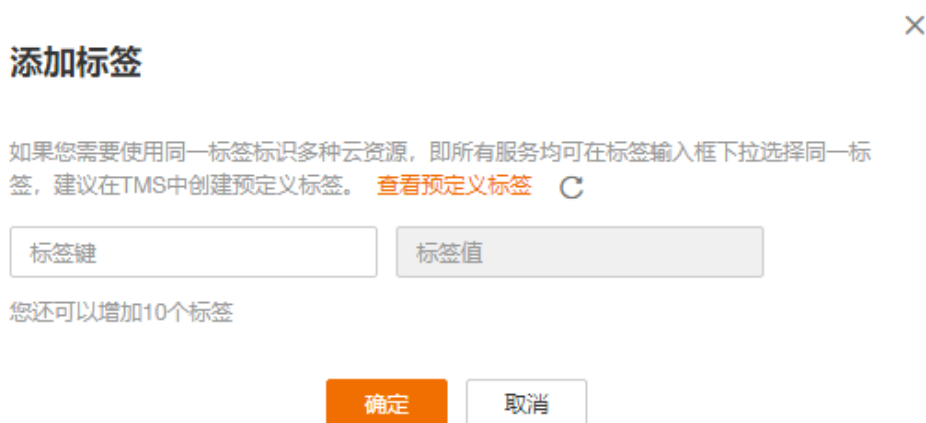 添加标签
如果您需要使用同一标签标识多种云资源，即所有服务均可在标签输入框下拉选择同一标
签，建议在TMS中创建预定义标签。 查看预定义标签
标签键 标签值
您还可以增加10个标签
确定 取消